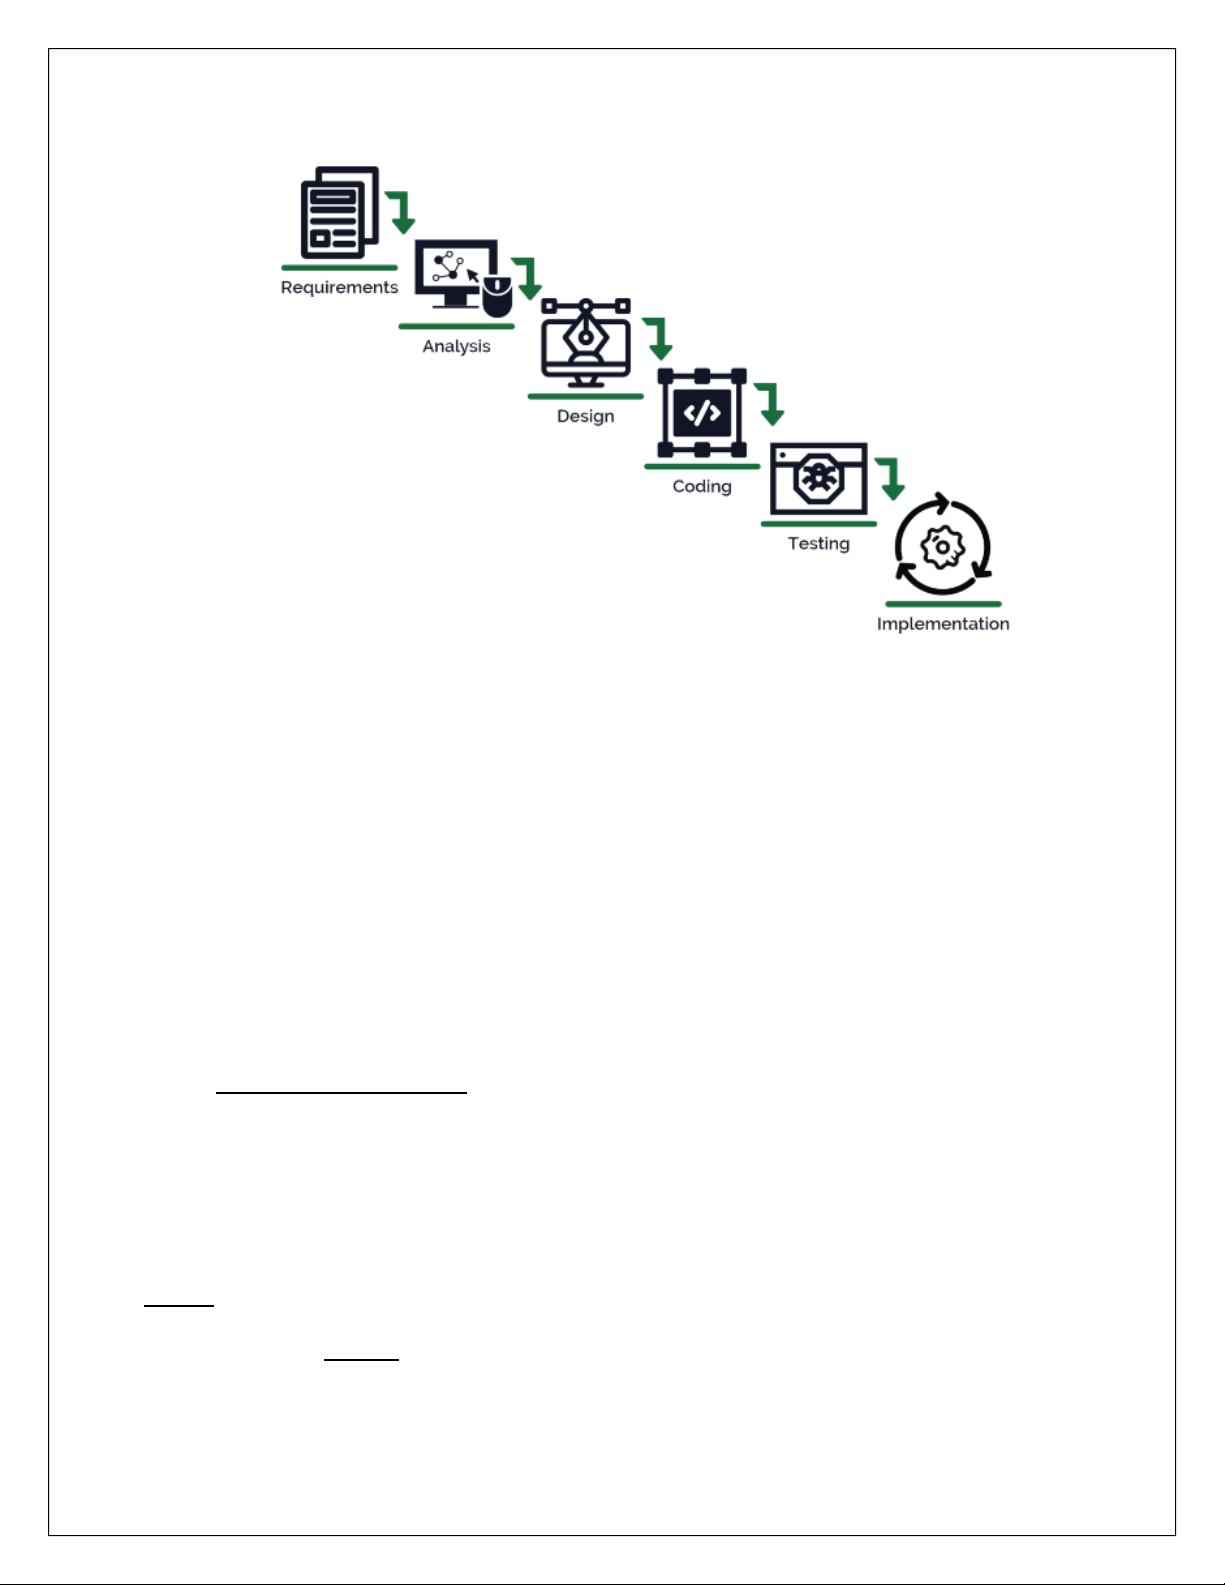 Requirements
Analysis
Design
Coding
Testing
Implementation